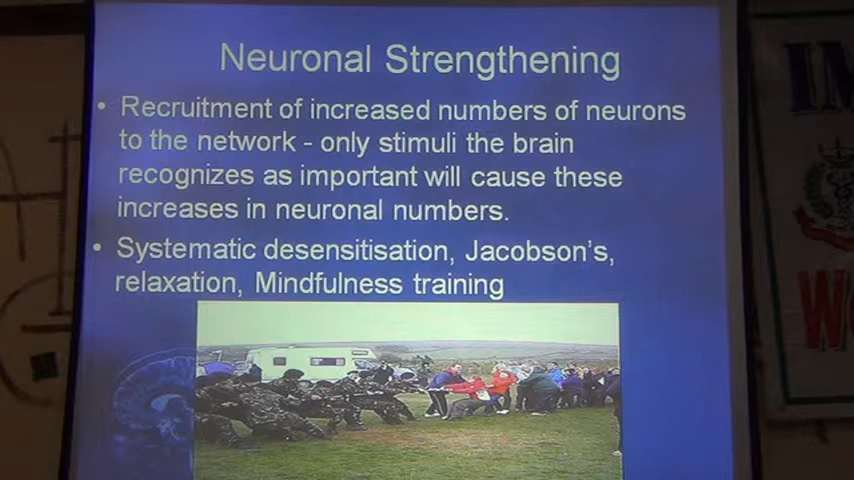 Neuronal Strengthening
• Recruitment of increased numbers of neurons
to the network - only stimuli the brain
recognizes as important will cause these
increases in neuronal numbers.
• Systematic desensitisation, Jacobson's,
relaxation, Mindfulness training